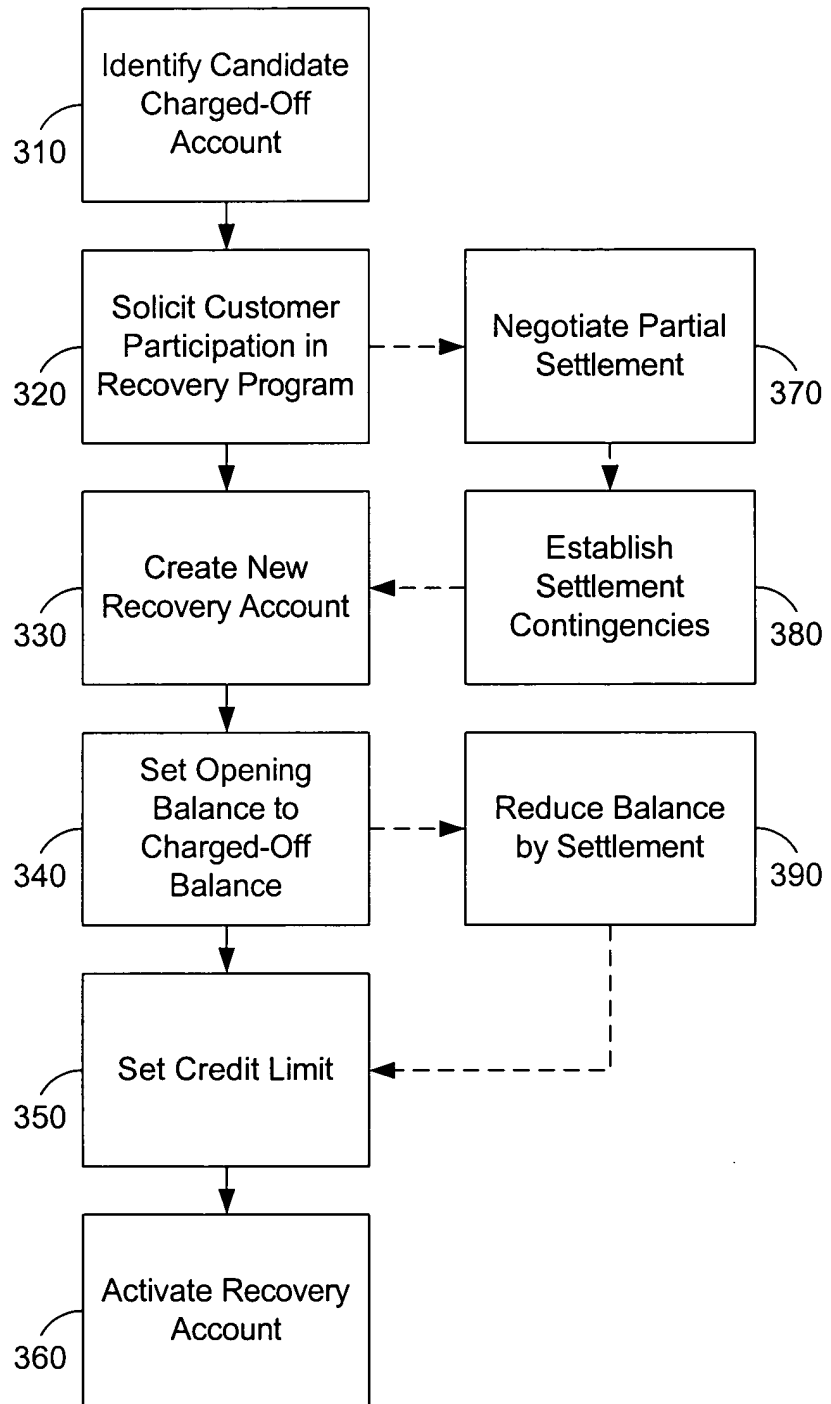 Identify Candidate
Charged-Off
Account
310
Solicit Customer
Participation in
Recovery Program
320
Negotiate Partial
Settlement
370
Create New
Recovery Account
330
Establish
Settlement
Contingencies
380
Set Opening
Balance to
Charged-Off
Balance
340
Reduce Balance
by Settlement
390
Set Credit Limit
350
Activate Recovery
Account
360